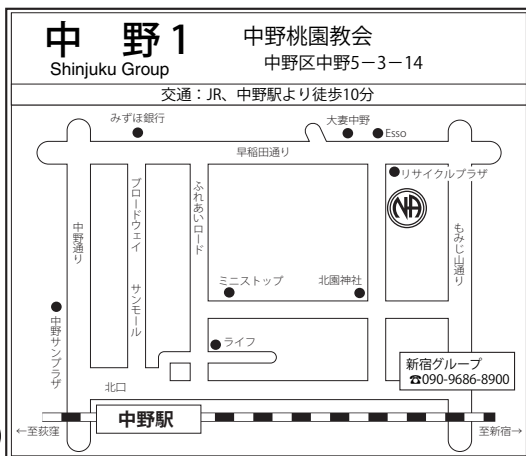 中 野 1
Shinjuku Group
中野桃園教会
中野区中野5−3−14
交通：JR、中野駅より徒歩10分
みずほ銀行
大妻中野
Esso
早稲田通り
リサイクルプラザ
NA
中野通り
ブロードウェイ
サンモール
ふれあいロード
もみじ山通り
ミニストップ
北園神社
中野サンプラザ
ライフ
北口
新宿グループ
☎090-9686-8900
中野駅
←至荻窪
至新宿→